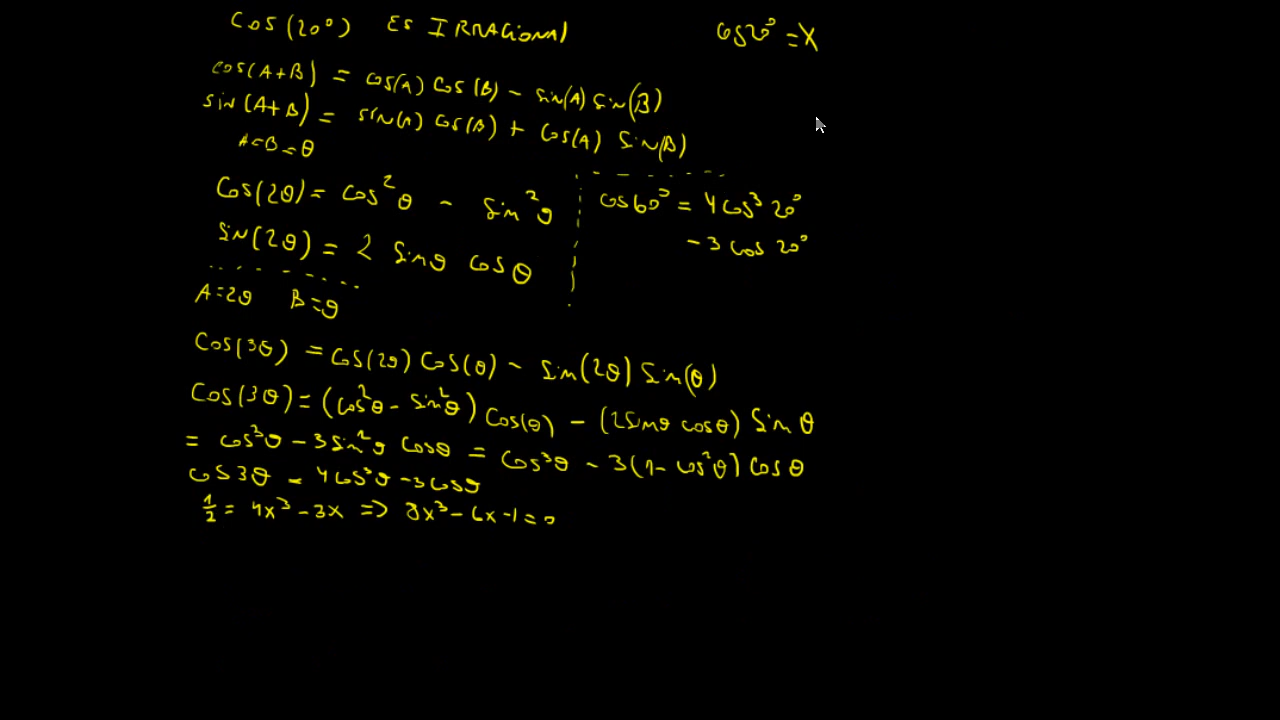 Cos(20°) ES IRRACIONAL
cos20° = X
cos(A+B) = cos(A) Cos(B) - sin(A) sin(B)
sin(A+B) = sin(A) cos(B) + cos(A) sin(B)
A=B=θ
Cos(2θ) = cos²θ - sin²θ
sin(2θ) = 2 sinθ cosθ
cos60° = 4cos³20°
-3 cos 20°
A=2θ B=θ
Cos(3θ) = cos(2θ) Cos(θ) - sin(2θ) sin(θ)
Cos(3θ) = (cos²θ - sin²θ) cos(θ) - (2sinθ cosθ) sin θ
= cos³θ - 3sin²θ cosθ = cos³θ - 3(1-cos²θ) cosθ
cos3θ = 4cos³θ -3cosθ
1/2 = 4x³ -3x => 8x³ - 6x -1 = 0